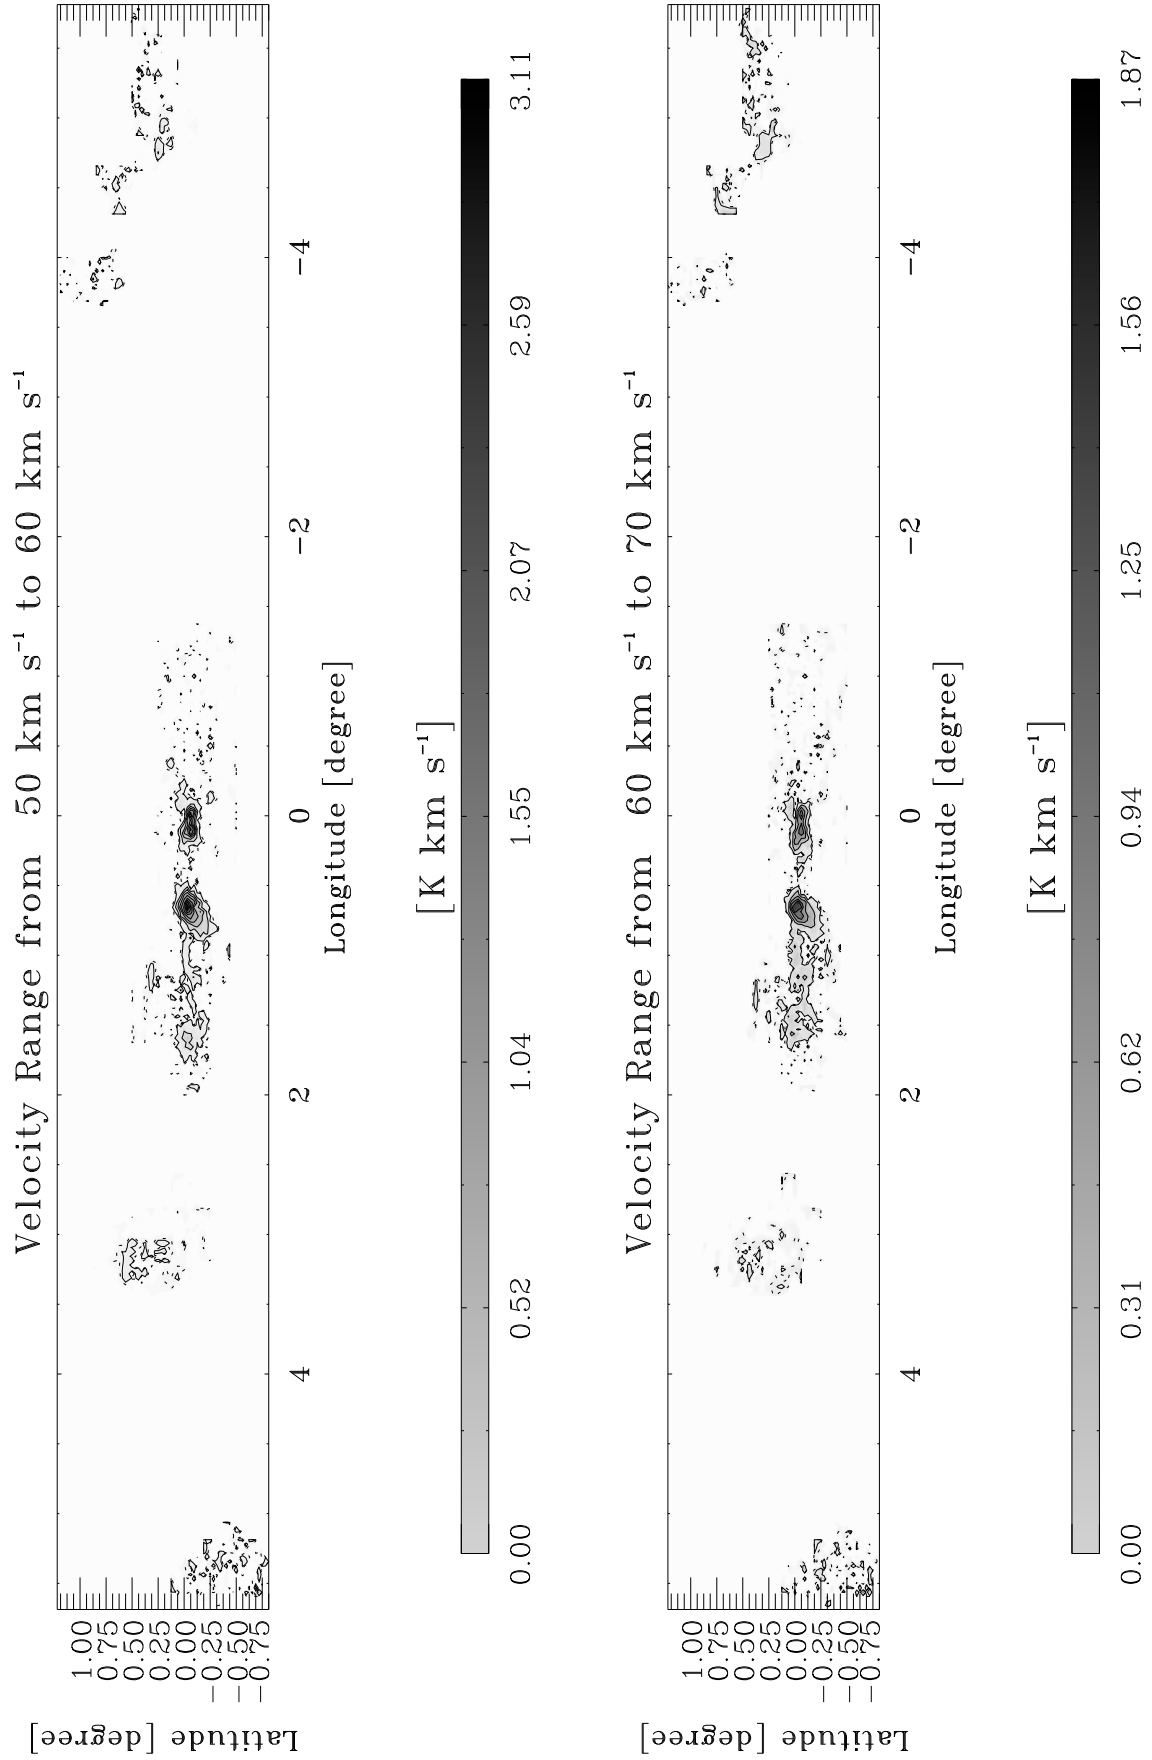 Velocity Range from 50 km s⁻¹ to 60 km s⁻¹
Latitude [degree]
1.00
0.75
0.50
0.25
0.00
−0.25
−0.50
−0.75
4 2 0 −2 −4
Longitude [degree]
[K km s⁻¹]
0.00 0.52 1.04 1.55 2.07 2.59 3.11
Velocity Range from 60 km s⁻¹ to 70 km s⁻¹
Latitude [degree]
1.00
0.75
0.50
0.25
0.00
−0.25
−0.50
−0.75
4 2 0 −2 −4
Longitude [degree]
[K km s⁻¹]
0.00 0.31 0.62 0.94 1.25 1.56 1.87